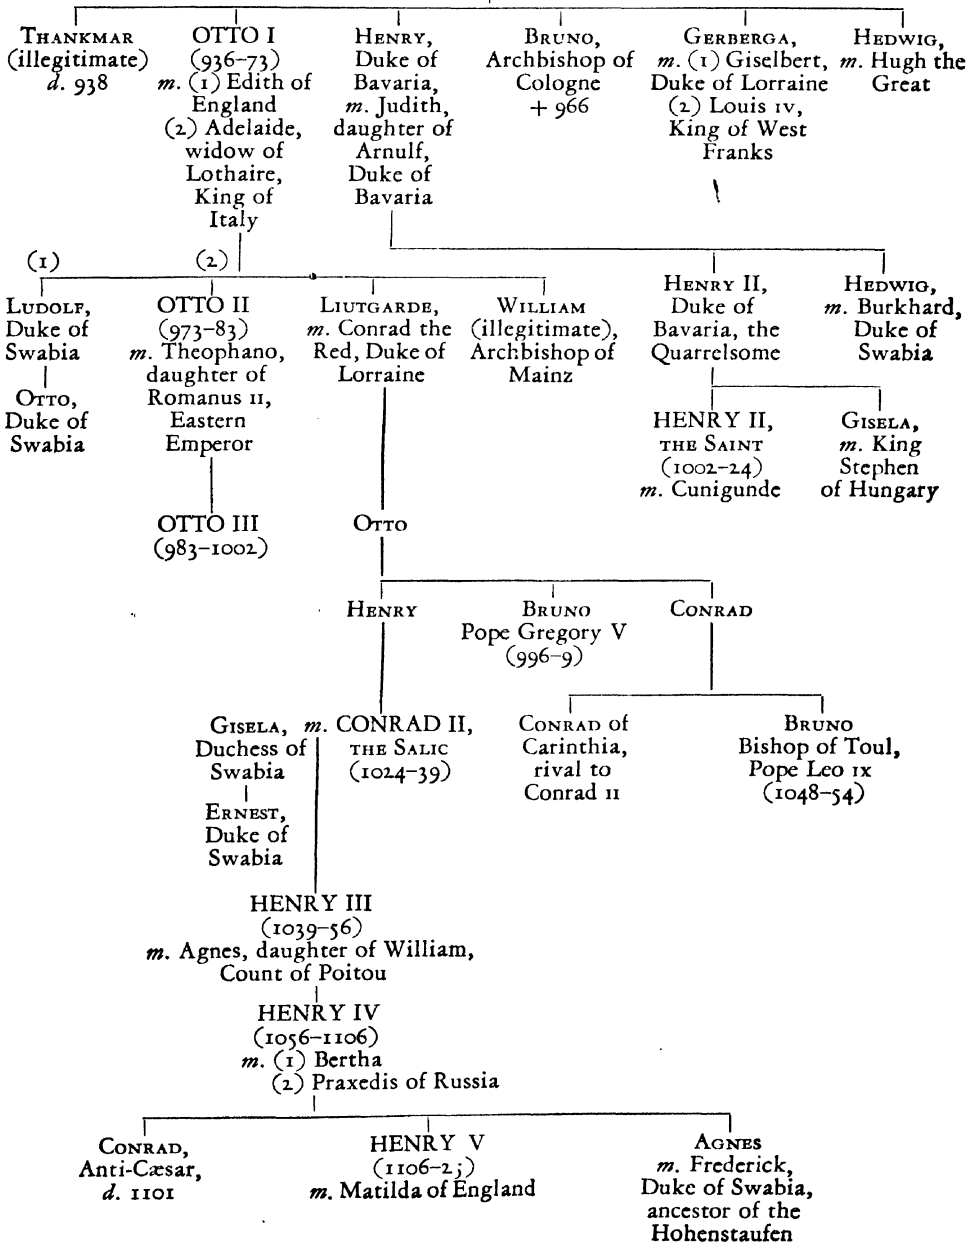 THANKMAR
(illegitimate)
d. 938
OTTO I
(936–73)
m. (1) Edith of
England
(2) Adelaide,
widow of
Lothaire,
King of
Italy
HENRY,
Duke of
Bavaria,
m. Judith,
daughter of
Arnulf,
Duke of
Bavaria
BRUNO,
Archbishop of
Cologne
+ 966
GERBERGA,
m. (1) Giselbert,
Duke of Lorraine
(2) Louis IV,
King of West
Franks
HEDWIG,
m. Hugh the
Great
(1)
(2)
LUDOLF,
Duke of
Swabia
OTTO,
Duke of
Swabia
OTTO II
(973–83)
m. Theophano,
daughter of
Romanus II,
Eastern
Emperor
LIUTGARDE,
m. Conrad the
Red, Duke of
Lorraine
WILLIAM
(illegitimate),
Archbishop of
Mainz
HENRY II,
Duke of
Bavaria, the
Quarrelsome
HEDWIG,
m. Burkhard,
Duke of
Swabia
HENRY II,
THE SAINT
(1002–24)
m. Cunigunde
GISELA,
m. King
Stephen
of Hungary
OTTO III
(983–1002)
OTTO
HENRY
BRUNO
Pope Gregory V
(996–9)
CONRAD
GISELA,
Duchess of
Swabia
m. CONRAD II,
THE SALIC
(1024–39)
CONRAD of
Carinthia,
rival to
Conrad II
BRUNO
Bishop of Toul,
Pope Leo IX
(1048–54)
ERNEST,
Duke of
Swabia
HENRY III
(1039–56)
m. Agnes, daughter of William,
Count of Poitou
HENRY IV
(1056–1106)
m. (1) Bertha
(2) Praxedis of Russia
CONRAD,
Anti-Cæsar,
d. 1101
HENRY V
m. Matilda of England
AGNES
m. Frederick,
Duke of Swabia,
ancestor of the
Hohenstaufen